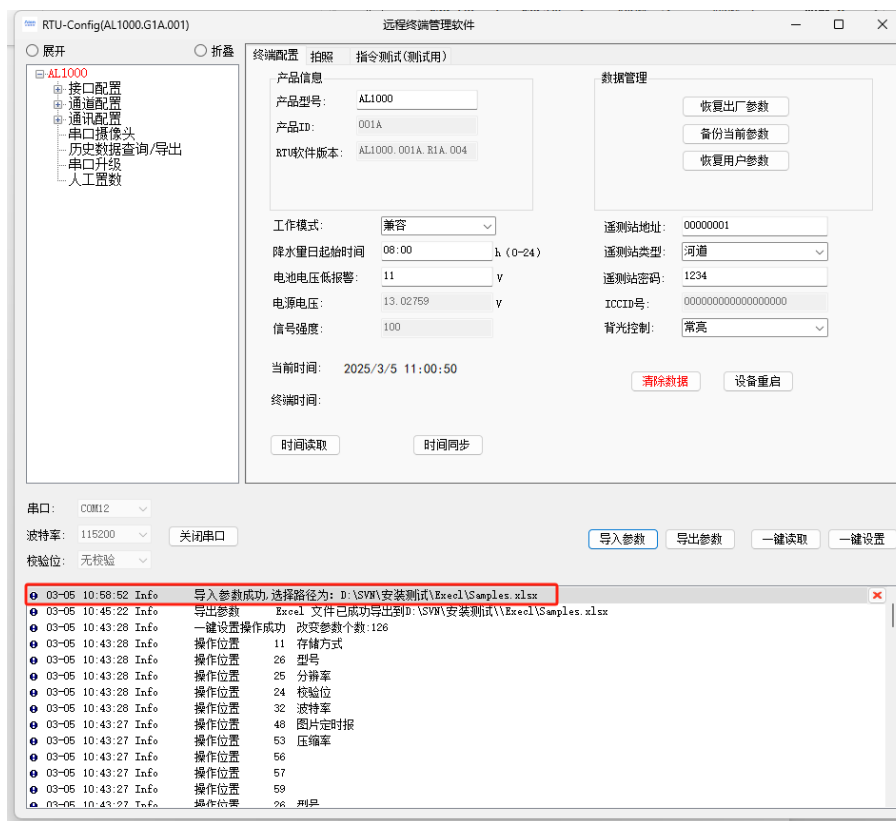 RTU-Config(AL1000.G1A.001) 远程终端管理软件
展开 折叠
AL1000
接口配置
通道配置
通讯配置
串口摄像头
历史数据查询/导出
串口升级
人工置数
终端配置 拍照 指令测试(测试用)
产品信息
产品型号: AL1000
产品ID: 001A
RTU软件版本: AL1000.001A.R1A.004
数据管理
恢复出厂参数
备份当前参数
恢复用户参数
工作模式: 兼容
降水量日起始时间 08:00 h (0-24)
电池电压低报警: 11 V
电源电压: 13.02759 V
信号强度: 100
遥测站地址: 00000001
遥测站类型: 河道
遥测站密码: 1234
ICCID号: 00000000000000000000
背光控制: 常亮
当前时间: 2025/3/5 11:00:50
终端时间:
清除数据 设备重启
时间读取 时间同步
串口: COM12
波特率: 115200 关闭串口
校验位: 无校验
导入参数 导出参数 一键读取 一键设置
03-05 10:58:52 Info 导入参数成功,选择路径为: D:\SVN\安装测试\Execl\Samples.xlsx
03-05 10:45:22 Info 导出参数 Excel 文件已成功导出到D:\SVN\安装测试\\Execl\Samples.xlsx
03-05 10:43:28 Info 一键设置操作成功 改变参数个数:126
03-05 10:43:28 Info 操作位置 11 存储方式
03-05 10:43:28 Info 操作位置 26 型号
03-05 10:43:28 Info 操作位置 25 分辨率
03-05 10:43:28 Info 操作位置 24 校验位
03-05 10:43:28 Info 操作位置 32 波特率
03-05 10:43:27 Info 操作位置 48 图片定时报
03-05 10:43:27 Info 操作位置 53 压缩率
03-05 10:43:27 Info 操作位置 56
03-05 10:43:27 Info 操作位置 57
03-05 10:43:27 Info 操作位置 59
03-05 10:43:27 Info 操作位置 26 型号